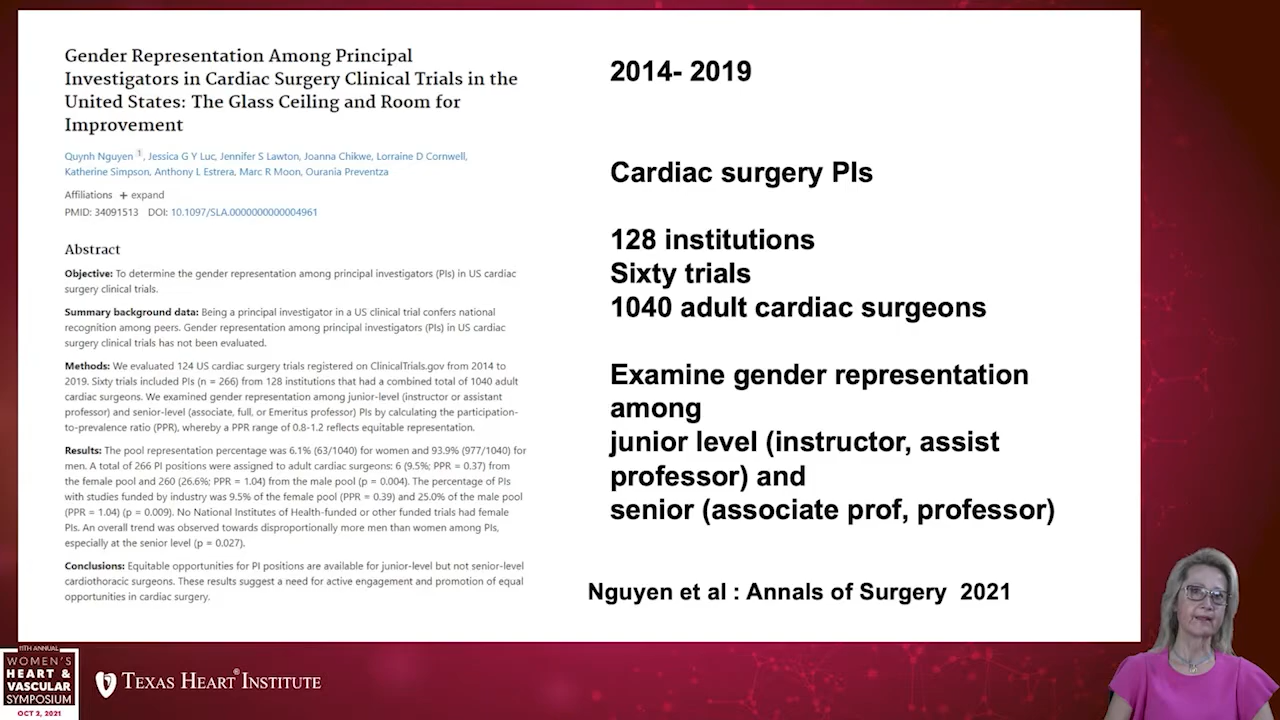 Gender Representation Among Principal
Investigators in Cardiac Surgery Clinical Trials in the
United States: The Glass Ceiling and Room for
Improvement
Quynh Nguyen 1, Jessica G Y Luc, Jennifer S Lawton, Joanna Chikwe, Lorraine D Cornwell,
Katherine Simpson, Anthony L Estrera, Marc R Moon, Ourania Preventza
Affiliations + expand
PMID: 34091513 DOI: 10.1097/SLA.0000000000004961
Abstract
Objective: To determine the gender representation among principal investigators (PIs) in US cardiac
surgery clinical trials.
Summary background data: Being a principal investigator in a US clinical trial confers national
recognition among peers. Gender representation among principal investigators (PIs) in US cardiac
surgery clinical trials has not been evaluated.
Methods: We evaluated 124 US cardiac surgery trials registered on ClinicalTrials.gov from 2014 to
2019. Sixty trials included PIs (n = 266) from 128 institutions that had a combined total of 1040 adult
cardiac surgeons. We examined gender representation among junior-level (instructor or assistant
professor) and senior-level (associate, full, or Emeritus professor) PIs by calculating the participation-
to-prevalence ratio (PPR), whereby a PPR range of 0.8-1.2 reflects equitable representation.
Results: The pool representation percentage was 6.1% (63/1040) for women and 93.9% (977/1040) for
men. A total of 266 PI positions were assigned to adult cardiac surgeons: 6 (9.5%; PPR = 0.37) from
the female pool and 260 (26.6%; PPR = 1.04) from the male pool (p = 0.004). The percentage of PIs
with studies funded by industry was 9.5% of the female pool (PPR = 0.39) and 25.0% of the male pool
(PPR = 1.04) (p = 0.009). No National Institutes of Health-funded or other funded trials had female
PIs. An overall trend was observed towards disproportionally more men than women among PIs,
especially at the senior level (p = 0.027).
Conclusions: Equitable opportunities for PI positions are available for junior-level but not senior-level
cardiothoracic surgeons. These results suggest a need for active engagement and promotion of equal
opportunities in cardiac surgery.
2014- 2019
Cardiac surgery PIs
128 institutions
Sixty trials
1040 adult cardiac surgeons
Examine gender representation
among
junior level (instructor, assist
professor) and
senior (associate prof, professor)
Nguyen et al : Annals of Surgery 2021
11TH ANNUAL
WOMEN'S
HEART &
VASCULAR
SYMPOSIUM
OCT 2, 2021
TEXAS HEART® INSTITUTE